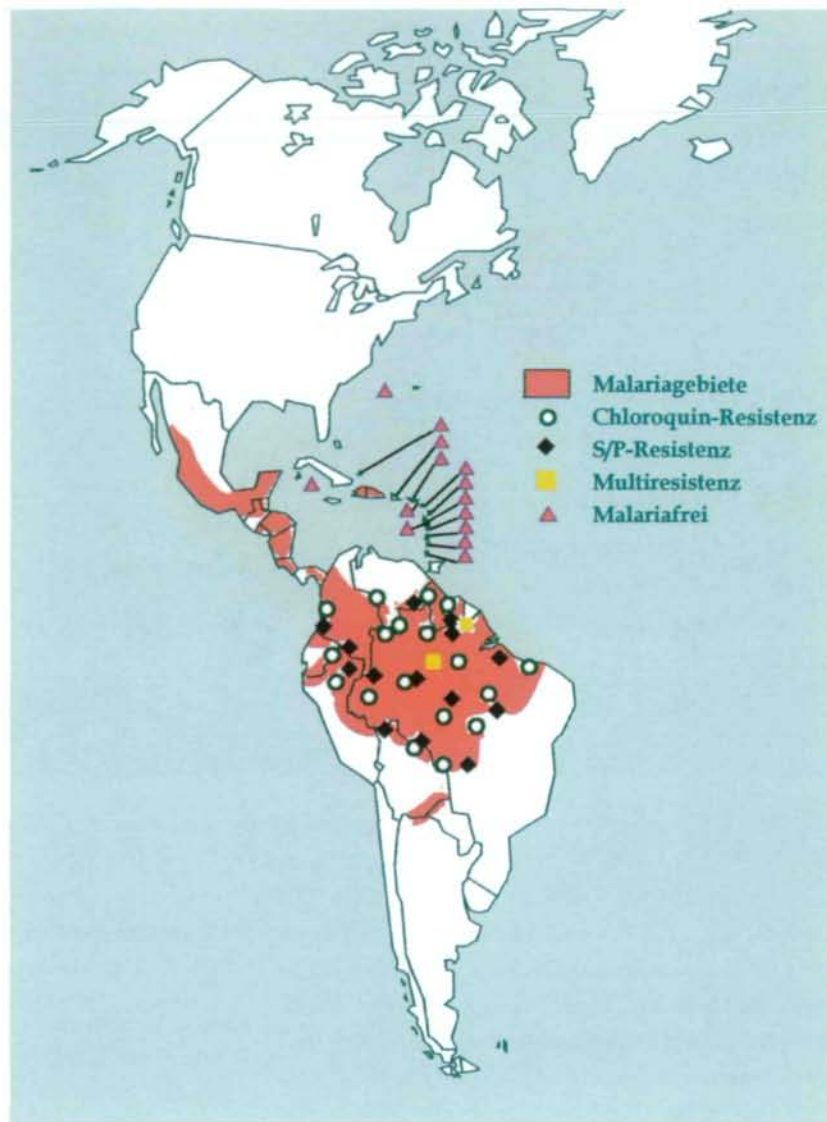 Malariagebiete
Chloroquin-Resistenz
S/P-Resistenz
Multiresistenz
Malariafrei